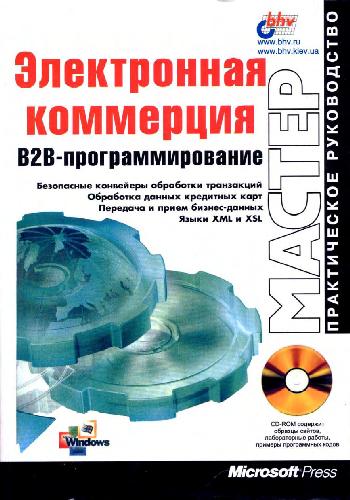 bhv
www.bhv.ru
www.bhv.kiev.ua
Электронная
коммерция
B2B-программирование
Безопасные конвейеры обработки транзакций
Обработка данных кредитных карт
Передача и прием бизнес-данных
Языки XML и XSL
МАСТЕР
ПРАКТИЧЕСКОЕ РУКОВОДСТВО
Windows
CD-ROM содержит
образцы сайтов,
лабораторные работы,
примеры программных кодов
Microsoft Press